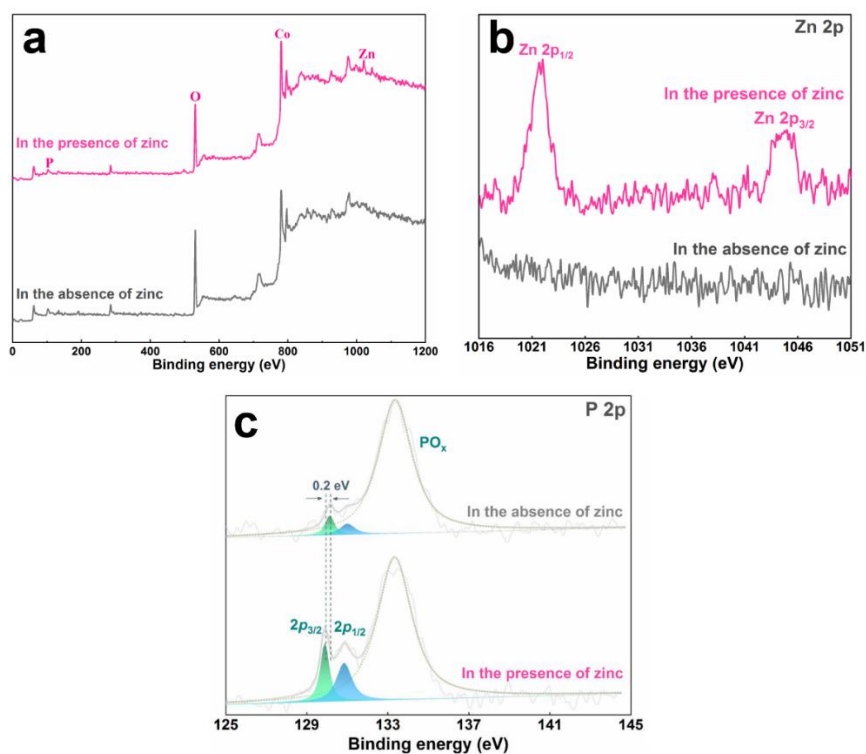 a
Co
Zn
O
In the presence of zinc
P
In the absence of zinc
0 200 400 600 800 1000 1200
Binding energy (eV)
b
Zn 2p
Zn 2p1/2
In the presence of zinc
Zn 2p3/2
In the absence of zinc
1016 1021 1026 1031 1036 1041 1046 1051
Binding energy (eV)
c
P 2p
POx
0.2 eV
In the absence of zinc
2p3/2 2p1/2
In the presence of zinc
125 129 133 137 141 145
Binding energy (eV)